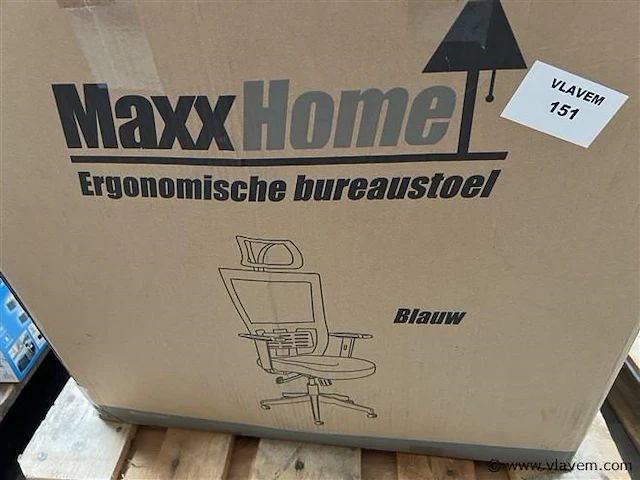 MaxxHome
VLAVEM
151
Ergonomische bureaustoel
Blauw
© www.vlavem.com